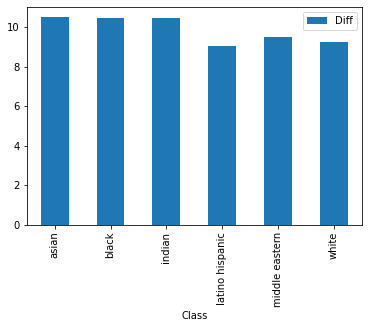 Diff
10
8
6
4
2
0
asian
black
indian
latino hispanic
middle eastern
white
Class